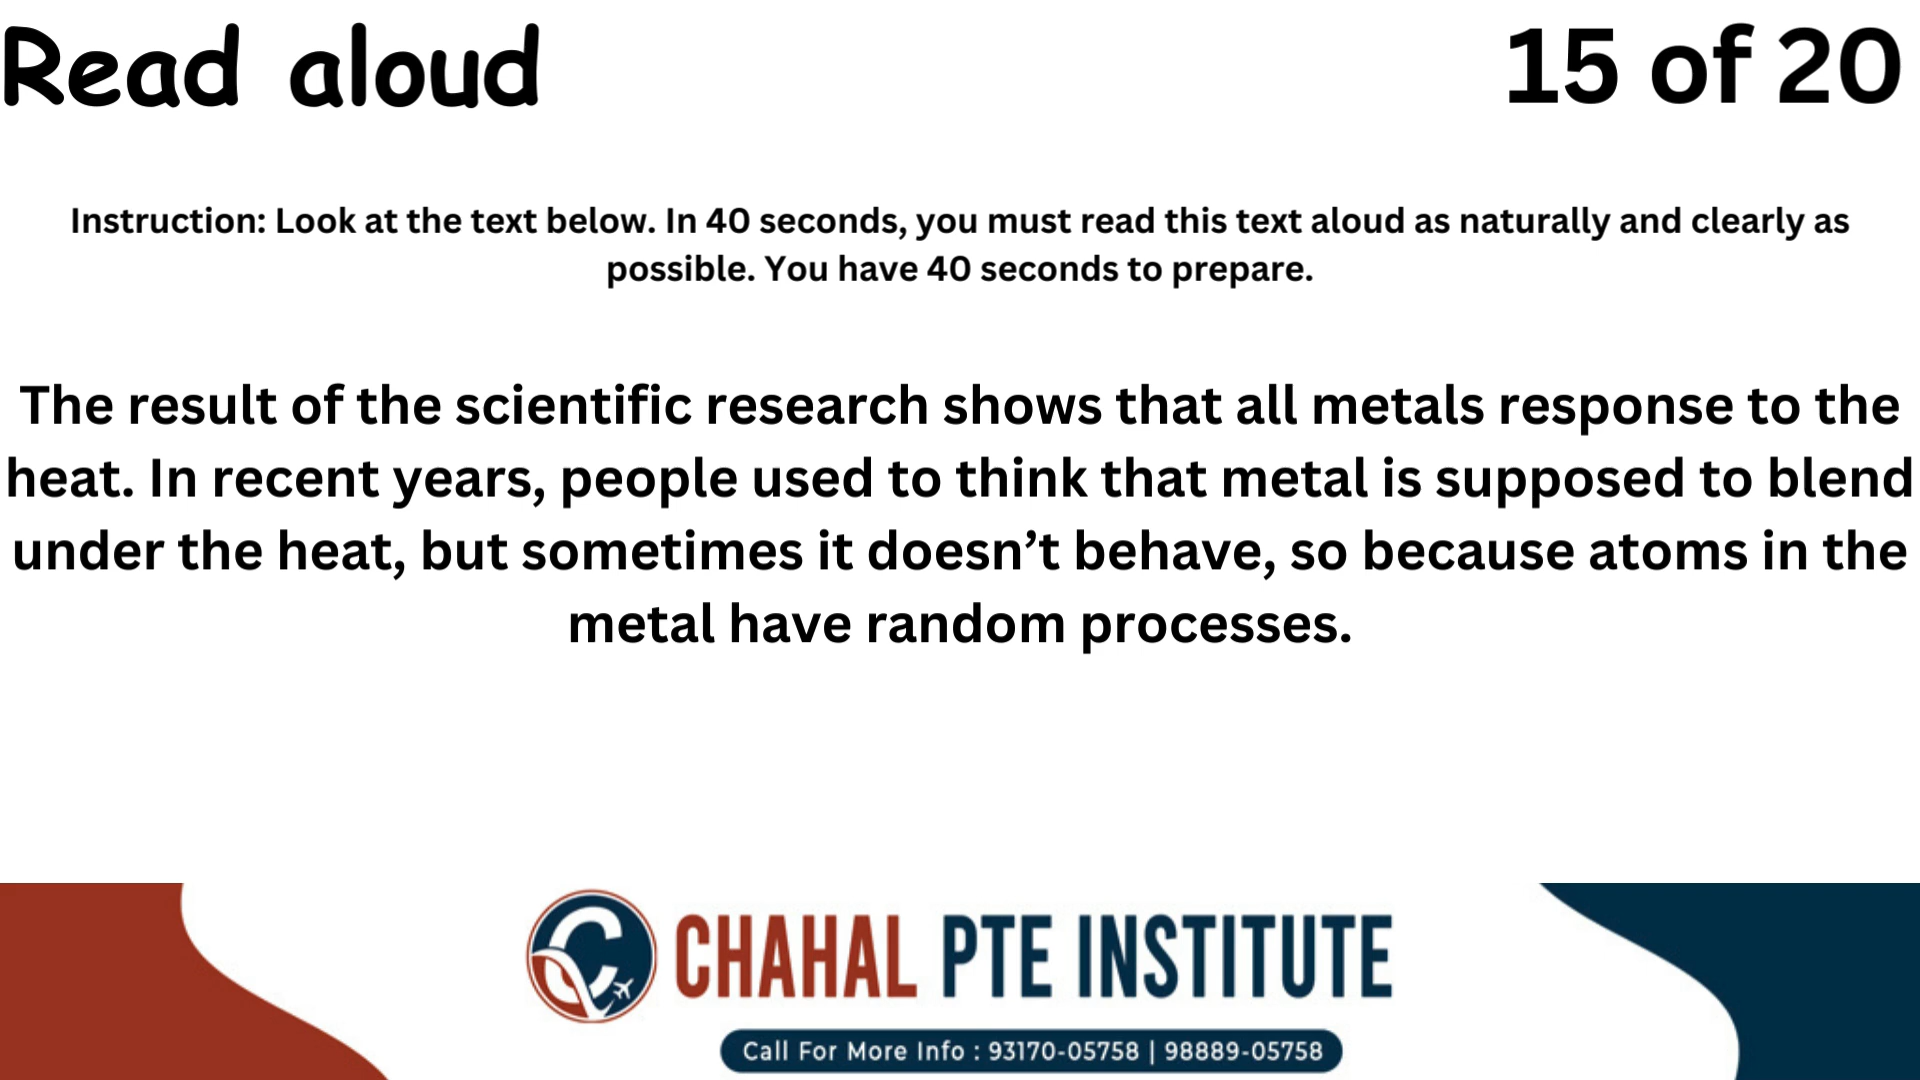 Read aloud
15 of 20
Instruction: Look at the text below. In 40 seconds, you must read this text aloud as naturally and clearly as
possible. You have 40 seconds to prepare.
The result of the scientific research shows that all metals response to the
heat. In recent years, people used to think that metal is supposed to blend
under the heat, but sometimes it doesn’t behave, so because atoms in the
metal have random processes.
CHAHAL PTE INSTITUTE
Call For More Info : 93170-05758 | 98889-05758